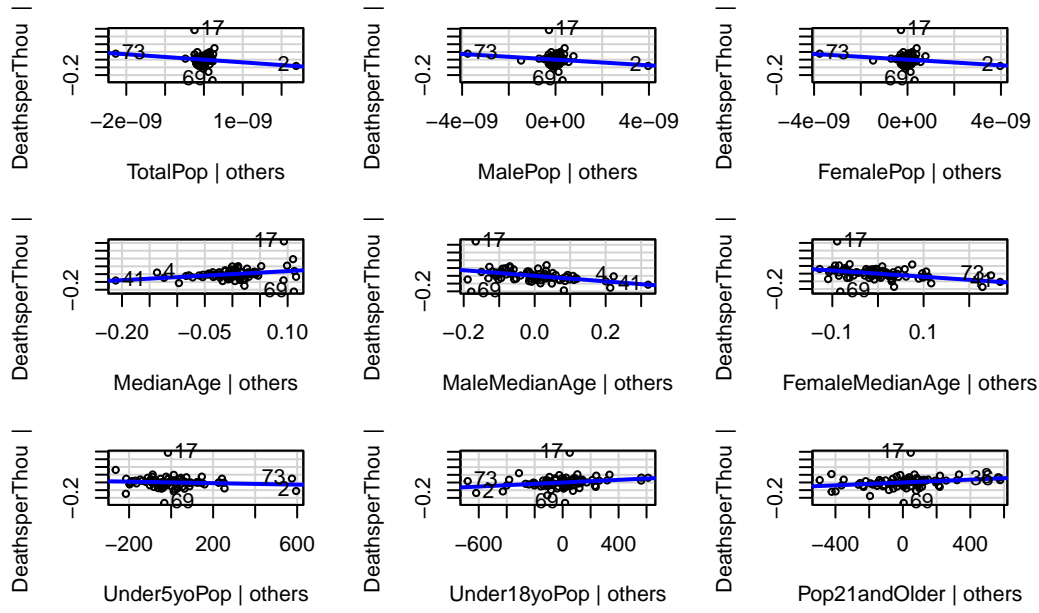 DeathsperThou |
−0.2
17
73
2
69
−2e−09 1e−09
TotalPop | others
DeathsperThou |
−0.2
17
73
2
69
−4e−09 0e+00 4e−09
MalePop | others
DeathsperThou |
−0.2
17
73
2
69
−4e−09 0e+00 4e−09
FemalePop | others
DeathsperThou |
−0.2
17
4
41
69
−0.20 −0.05 0.10
MedianAge | others
DeathsperThou |
−0.2
17
4
41
69
−0.2 0.0 0.2
MaleMedianAge | others
DeathsperThou |
−0.2
17
73
69
−0.1 0.1
FemaleMedianAge | others
DeathsperThou |
−0.2
17
73
2
69
−200 200 600
Under5yoPop | others
DeathsperThou |
−0.2
17
73
2
69
−600 0 400
Under18yoPop | others
DeathsperThou |
−0.2
17
69
−400 0 400
Pop21andOlder | others